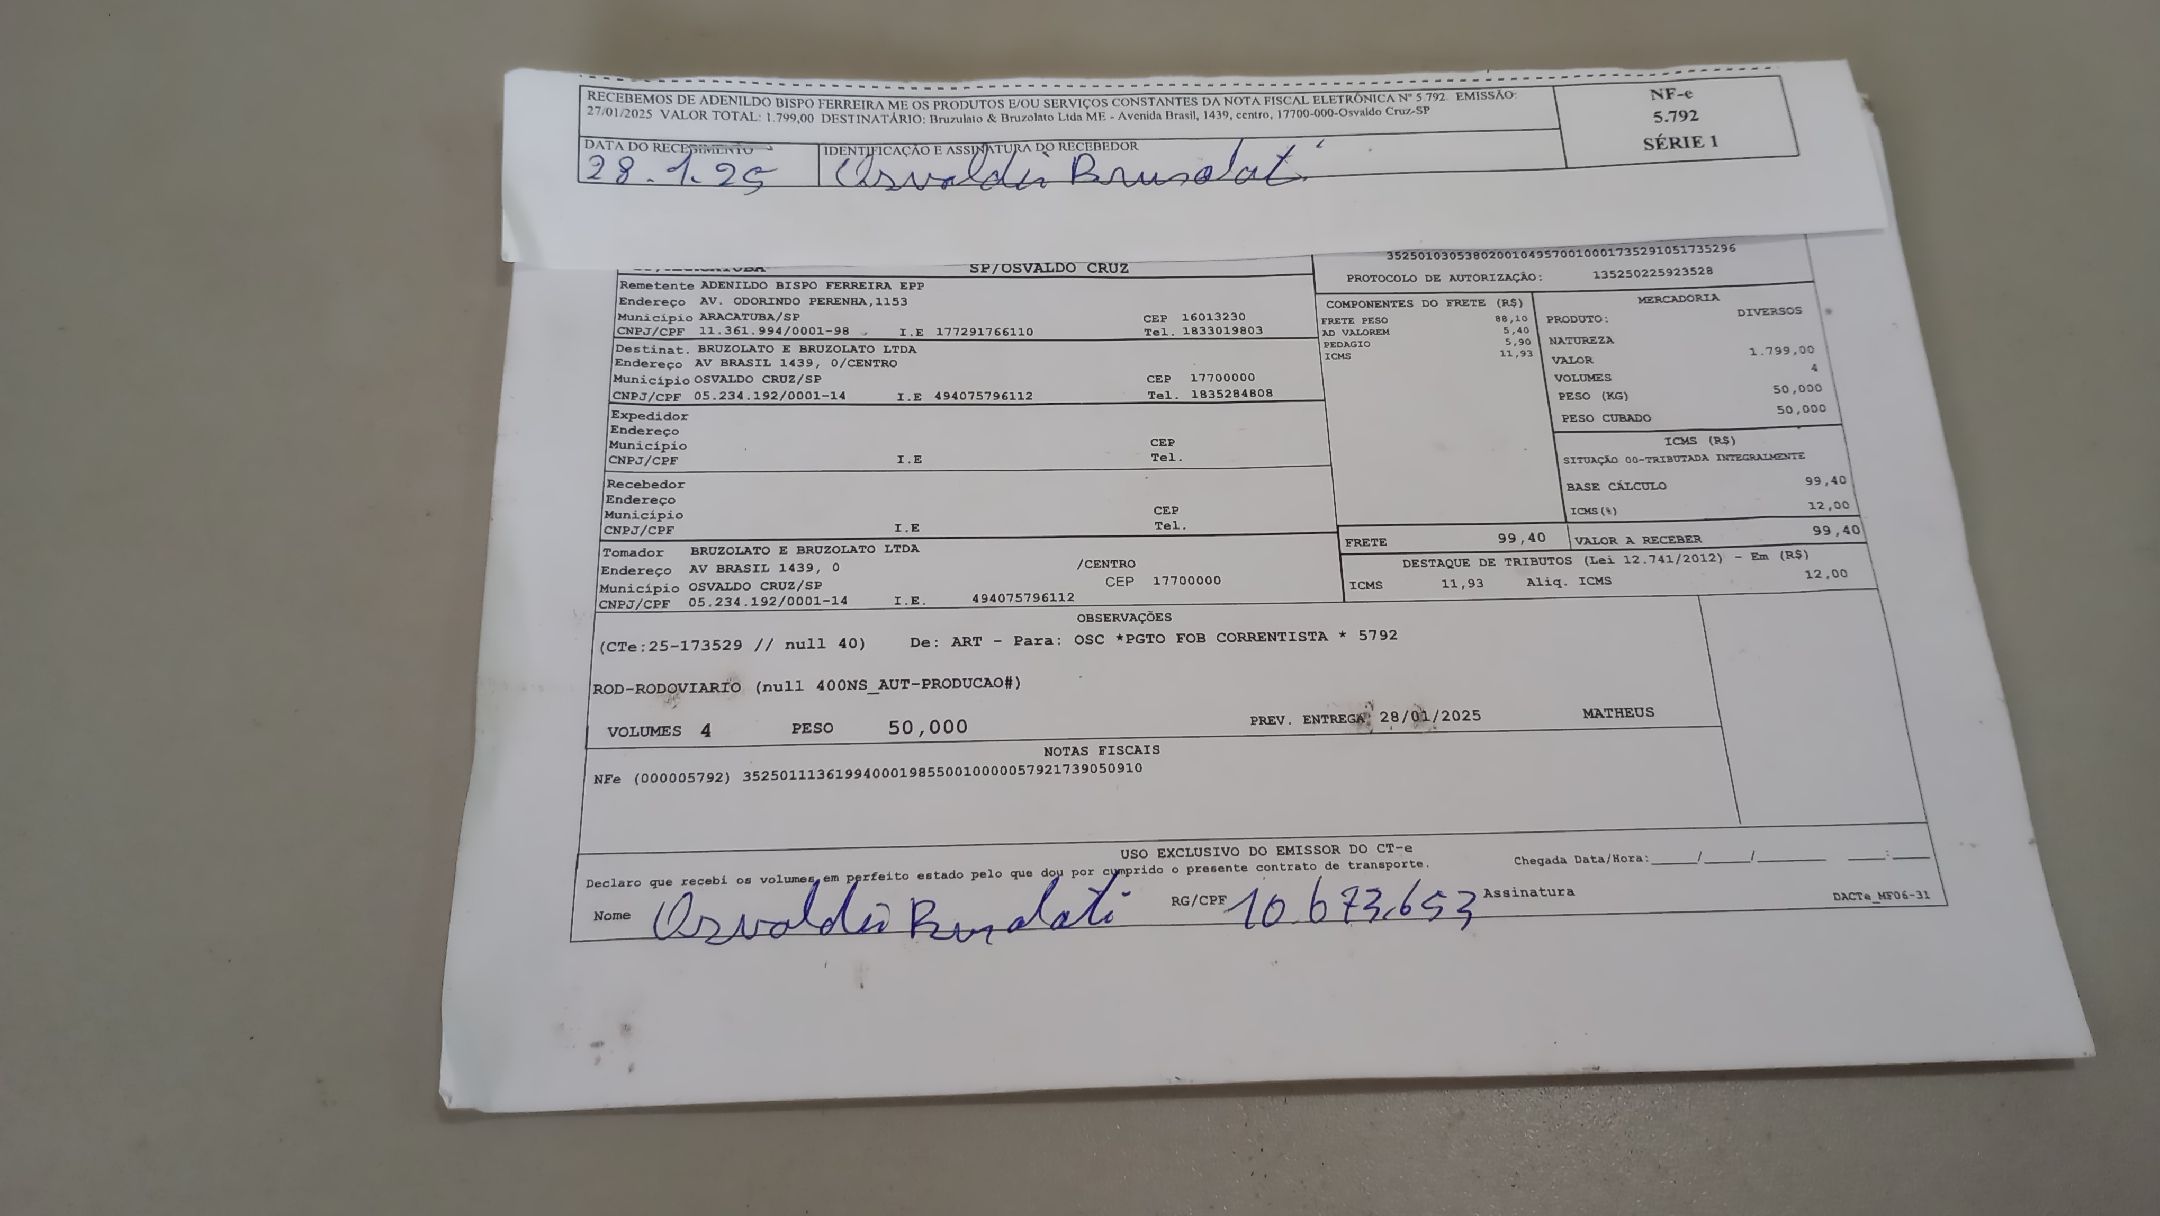 RECEBEMOS DE ADENILDO BISPO FERREIRA ME OS PRODUTOS E/OU SERVIÇOS CONSTANTES DA NOTA FISCAL ELETRÔNICA Nº 5.792 EMISSÃO:
27/01/2025 VALOR TOTAL: 1.799,00 DESTINATÁRIO: Bruzulato & Bruzolato Ltda ME - Avenida Brasil, 1439, centro, 17700-000-Osvaldo Cruz-SP
NF-e
5.792
SÉRIE 1
DATA DO RECEBIMENTO IDENTIFICAÇÃO E ASSINATURA DO RECEBEDOR
28.1.25 Osvaldir Brusolati
SP/OSVALDO CRUZ
35250103053802001049570010001735291051735296
PROTOCOLO DE AUTORIZAÇÃO: 135250225923528
Remetente ADENILDO BISPO FERREIRA EPP
Endereço AV. ODORINDO PERENHA,1153
Município ARACATUBA/SP CEP 16013230
CNPJ/CPF 11.361.994/0001-98 I.E 177291766110 Tel. 1833019803
Destinat. BRUZOLATO E BRUZOLATO LTDA
Endereço AV BRASIL 1439, 0/CENTRO
Município OSVALDO CRUZ/SP CEP 17700000
CNPJ/CPF 05.234.192/0001-14 I.E 494075796112 Tel. 1835284808
Expedidor
Endereço
Município CEP
CNPJ/CPF I.E Tel.
Recebedor
Endereço
Município CEP
CNPJ/CPF I.E Tel.
Tomador BRUZOLATO E BRUZOLATO LTDA
Endereço AV BRASIL 1439, 0 /CENTRO
Município OSVALDO CRUZ/SP CEP 17700000
CNPJ/CPF 05.234.192/0001-14 I.E. 494075796112
COMPONENTES DO FRETE (R$)
FRETE PESO 88,10
AD VALOREM 5,40
PEDAGIO 5,90
ICMS 11,93
MERCADORIA
PRODUTO: DIVERSOS
NATUREZA
VALOR 1.799,00
VOLUMES 4
PESO (KG) 50,000
PESO CUBADO 50,000
ICMS (R$)
SITUAÇÃO 00-TRIBUTADA INTEGRALMENTE
BASE CÁLCULO 99,40
ICMS(%) 12,00
FRETE 99,40 VALOR A RECEBER 99,40
DESTAQUE DE TRIBUTOS (Lei 12.741/2012) - Em (R$)
ICMS 11,93 Aliq. ICMS 12,00
OBSERVAÇÕES
(CTe:25-173529 // null 40) De: ART - Para: OSC *PGTO FOB CORRENTISTA * 5792
ROD-RODOVIARIO (null 400NS_AUT-PRODUCAO#)
VOLUMES 4 PESO 50,000 PREV. ENTREGA: 28/01/2025 MATHEUS
NOTAS FISCAIS
NFe (000005792) 35250111361994000198550010000057921739050910
USO EXCLUSIVO DO EMISSOR DO CT-e
Declaro que recebi os volumes em perfeito estado pelo que dou por cumprido o presente contrato de transporte. Chegada Data/Hora:_____/_____/_______ ____:____
Nome Osvaldir Bruzolati RG/CPF 10.673.653 Assinatura DACTe_MF06-31